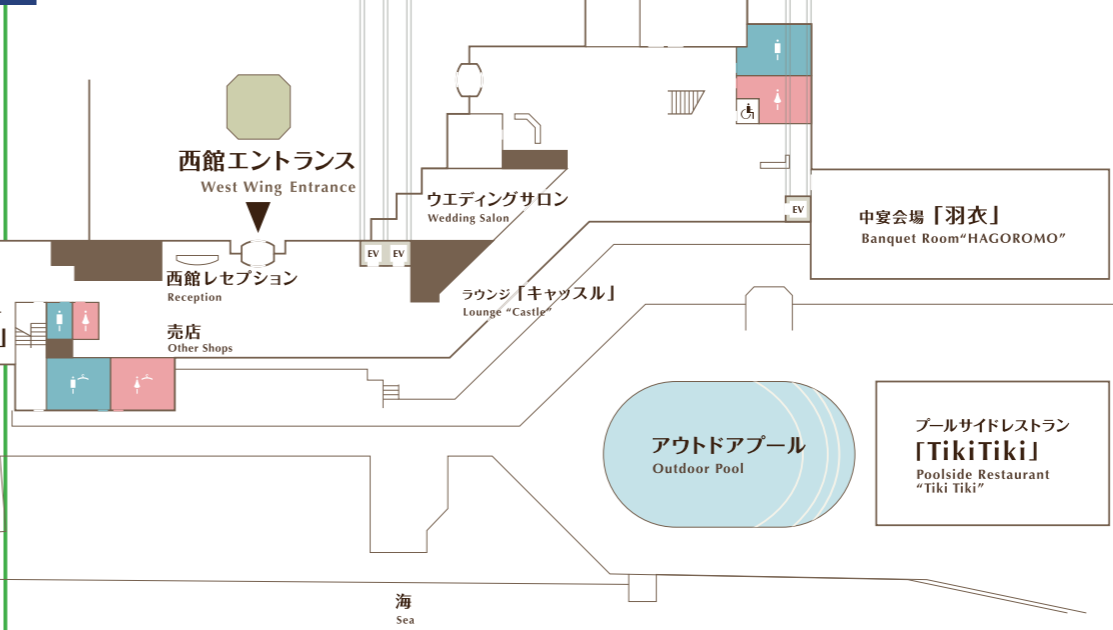 西館エントランス
West Wing Entrance
ウエディングサロン
Wedding Salon
EV
中宴会場「羽衣」
Banquet Room“HAGOROMO”
EV
EV
西館レセプション
Reception
ラウンジ「キャッスル」
Lounge “Castle”
売店
Other Shops
」
アウトドアプール
Outdoor Pool
プールサイドレストラン
「TikiTiki」
Poolside Restaurant
“Tiki Tiki”
海
Sea